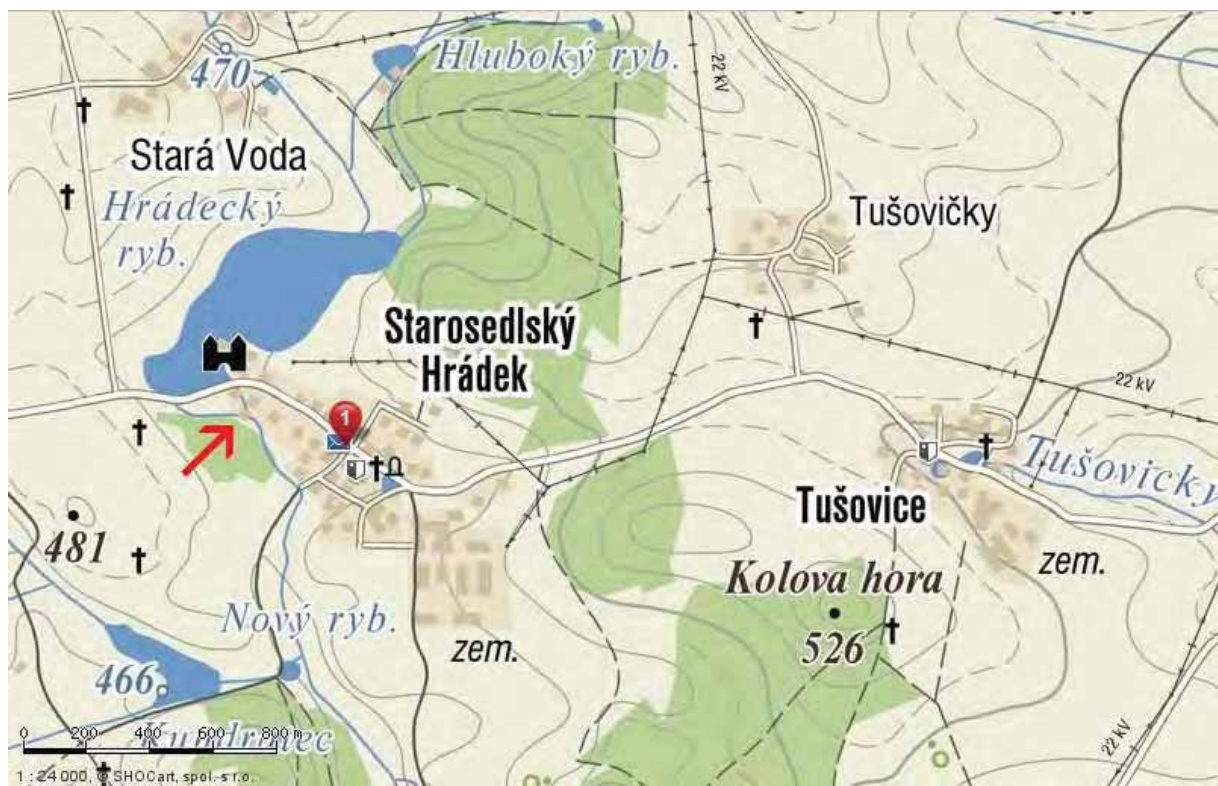 Hluboký ryb.
470
22 kV
Stará Voda
Hrádecký
ryb.
Tušovičky
Starosedlský
Hrádek
22 kV
1
Tušovický
Tušovice
481
Kolova hora
zem.
526
Nový ryb.
zem.
466
22 kV
0 200 400 600 800 m
1 : 24 000, © SHOCart, spol. s r.o.